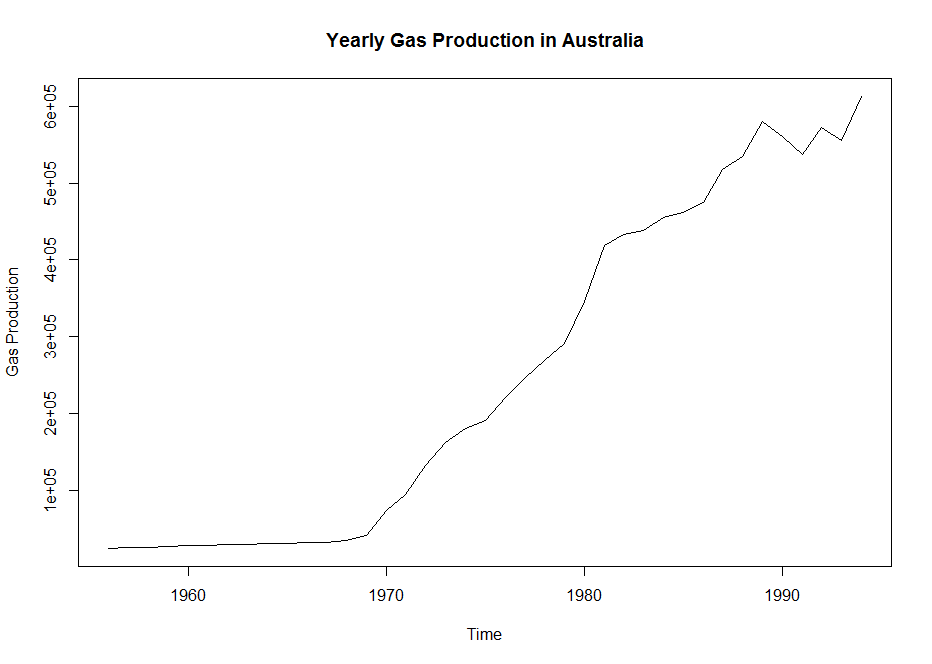 Yearly Gas Production in Australia
Gas Production
6e+05
5e+05
4e+05
3e+05
2e+05
1e+05
1960 1970 1980 1990
Time